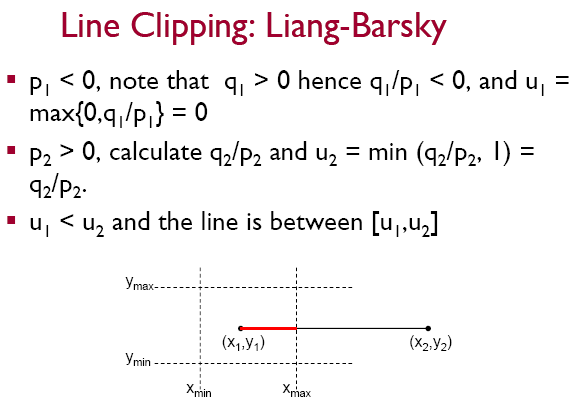 Line Clipping: Liang-Barsky
▪ p₁ < 0, note that q₁ > 0 hence q₁/p₁ < 0, and u₁ =
max{0,q₁/p₁} = 0
▪ p₂ > 0, calculate q₂/p₂ and u₂ = min (q₂/p₂, 1) =
q₂/p₂.
▪ u₁ < u₂ and the line is between [u₁,u₂]
ymax
(x₁,y₁) (x₂,y₂)
ymin
xmin xmax